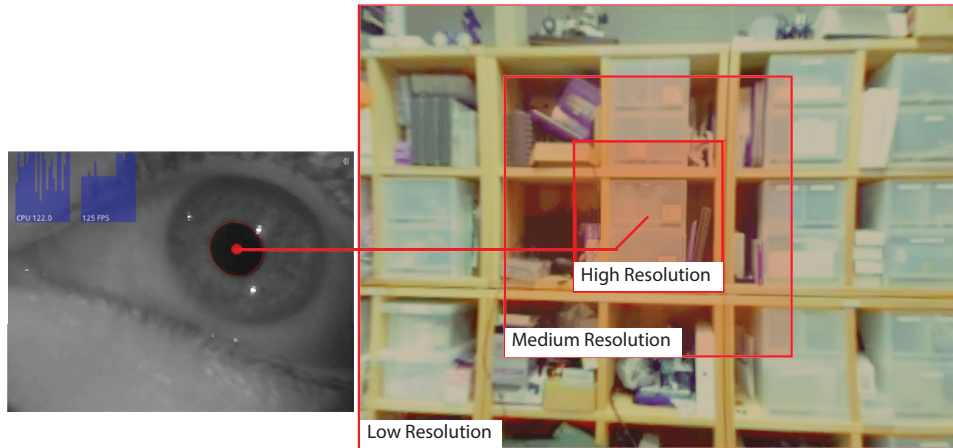 CPU 122.0
125 FPS
High Resolution
Medium Resolution
Low Resolution